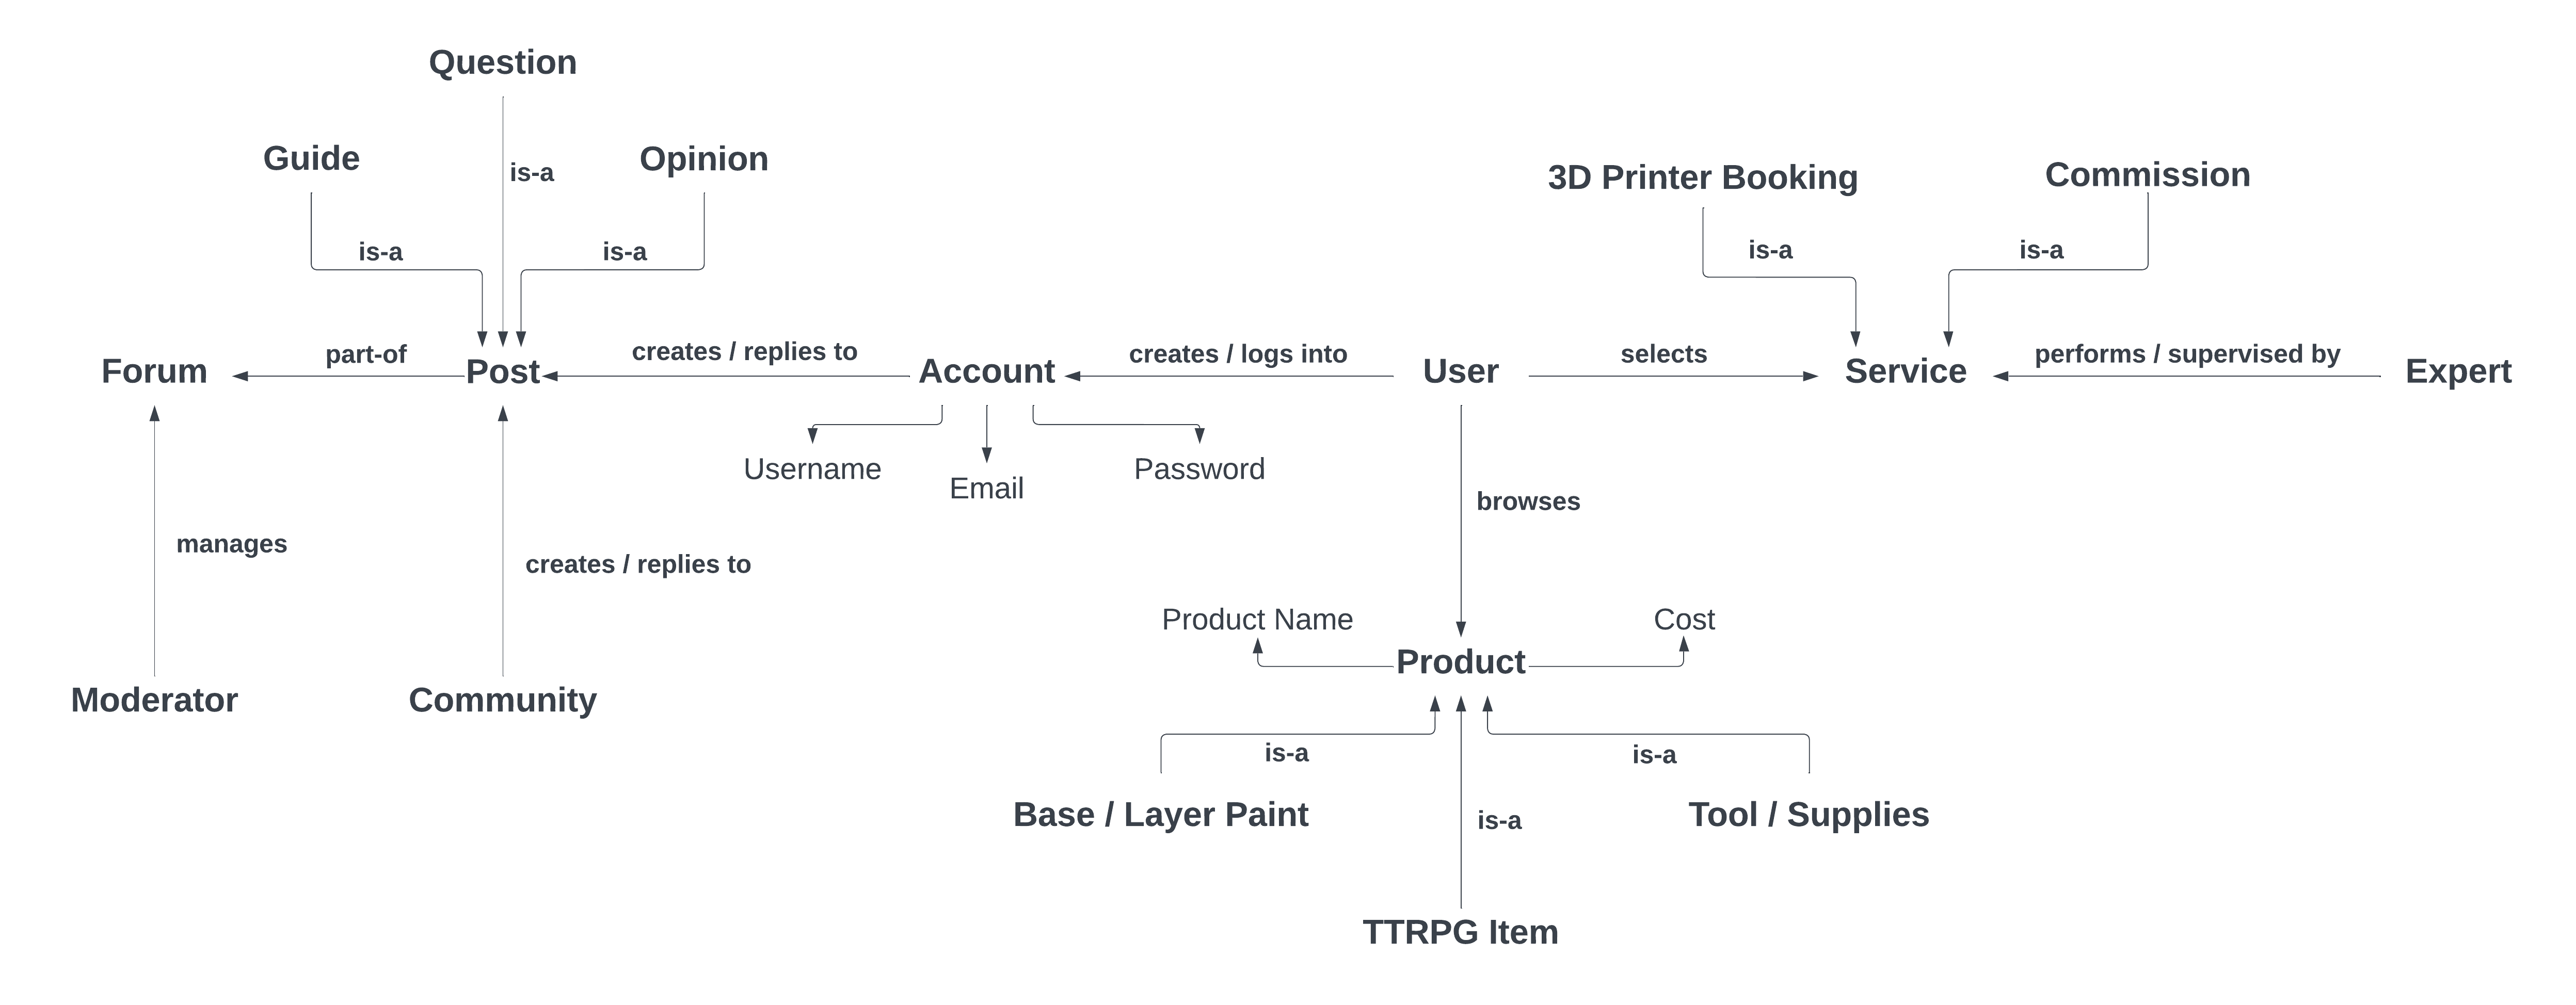 Question
Guide
Opinion
is-a
3D Printer Booking
Commission
is-a
is-a
is-a
is-a
Forum
part-of
Post
creates / replies to
Account
creates / logs into
User
selects
Service
performs / supervised by
Expert
Username
Email
Password
browses
manages
creates / replies to
Product Name
Cost
Product
Moderator
Community
is-a
is-a
Base / Layer Paint
is-a
Tool / Supplies
TTRPG Item